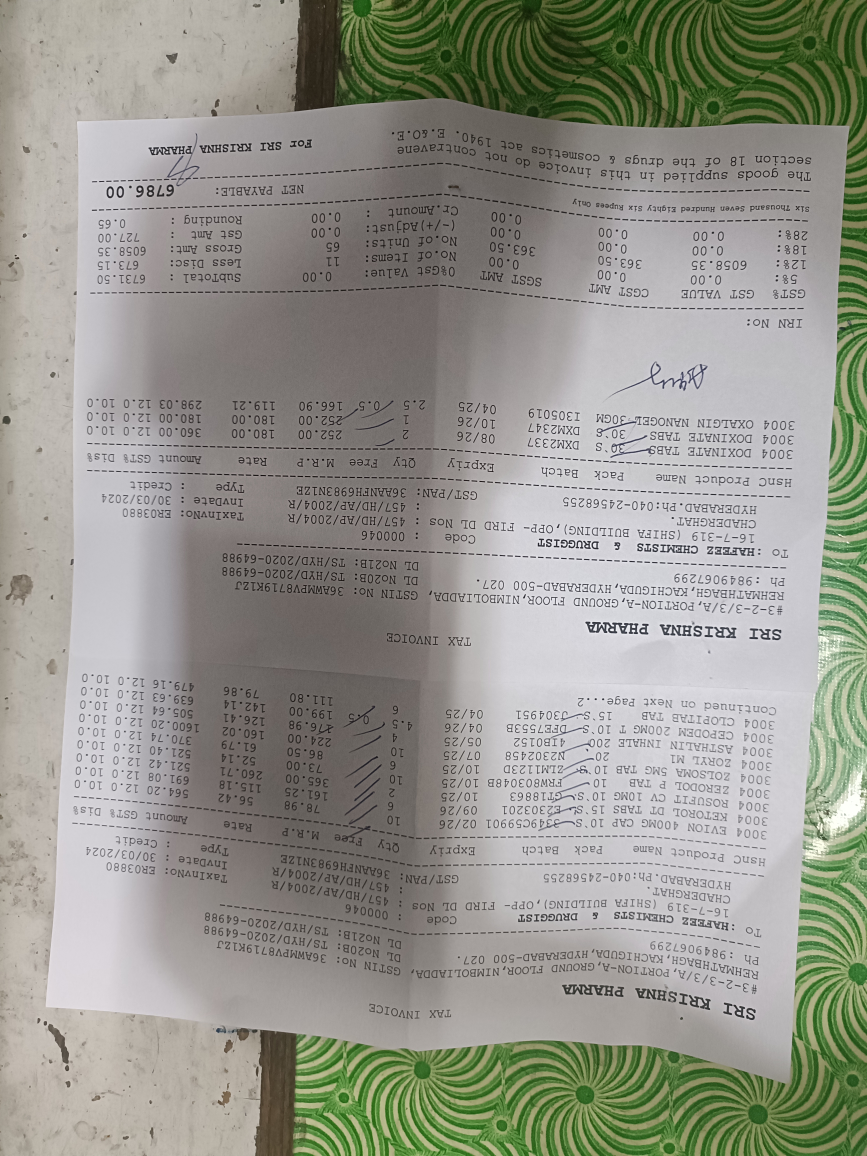 TAX INVOICE
SRI KRISHNA PHARMA
#3-2-3/3/A, PORTION-A, GROUND FLOOR, NIMBOLIADDA, GSTIN No: 36AWMPV8719K1ZJ
REHMATHBAGH, KACHIGUDA, HYDERABAD-500 027. DL No20B: TS/HYD/2020-64988
Ph : 9849067299 DL No21B: TS/HYD/2020-64988
To : HAFEEZ CHEMISTS & DRUGGIST Code : 000046 TaxInvNo: ER03880
16-7-319 (SHIFA BUILDING), OPP- FIRD DL Nos : 457/HD/AP/2004/R InDate : 30/03/2024
CHADERGHAT. : 457/HD/AP/2004/R Type : Credit
HYDERABAD.Ph:040-24568255 GST/PAN: 36AANFH6983N1ZE
HsnC Product Name Pack Batch Expriy Qty Free M.R.P Rate Amount GST% Dis%
3004 EVION 400MG CAP 10'S 3349C59901 02/26 10 78.98 56.42 564.20 12.0 10.0
3004 KETOROL DT TABS 15'S E2303201 09/26 6 161.25 115.18 691.08 12.0 10.0
3004 ROSUFIT CV 10MG 10'S GT18863 10/25 2 365.00 260.71 521.42 12.0 10.0
3004 ZERODOL P TAB 10 FRW803048B 10/25 10 73.00 52.14 521.40 12.0 10.0
3004 ZOLSOMA 5MG TAB 10'S ZLM1123D 10/25 6 86.50 61.79 370.74 12.0 10.0
3004 ZORYL M1 20 N2302458 07/25 10 224.00 160.02 1600.20 12.0 10.0
3004 ASTHALIN INHALE 200 4IB0152 05/25 4 176.98 126.41 505.64 12.0 10.0
3004 CEPODEM 200MG T 10'S DFE7553B 04/26 4.5 0.5 199.00 142.14 639.63 12.0 10.0
3004 CLOPITAB TAB 15'S J304951 04/25 6 111.80 79.86 479.16 12.0 10.0
Continued on Next Page...2
TAX INVOICE
SRI KRISHNA PHARMA
#3-2-3/3/A, PORTION-A, GROUND FLOOR, NIMBOLIADDA, GSTIN No: 36AWMPV8719K1ZJ
REHMATHBAGH, KACHIGUDA, HYDERABAD-500 027. DL No20B: TS/HYD/2020-64988
Ph : 9849067299 DL No21B: TS/HYD/2020-64988
To : HAFEEZ CHEMISTS & DRUGGIST Code : 000046 TaxInvNo: ER03880
16-7-319 (SHIFA BUILDING), OPP- FIRD DL Nos : 457/HD/AP/2004/R InDate : 30/03/2024
CHADERGHAT. : 457/HD/AP/2004/R Type : Credit
HYDERABAD.Ph:040-24568255 GST/PAN: 36AANFH6983N1ZE
HsnC Product Name Pack Batch Expriy Qty Free M.R.P Rate Amount GST% Dis%
3004 DOXINATE TABS 30'S DXM2337 08/26 2 252.00 180.00 360.00 12.0 10.0
3004 DOXINATE TABS 30'S DXM2347 10/26 1 252.00 180.00 180.00 12.0 10.0
3004 OXALGIN NANOGEL 30GM I305019 04/25 2.5 0.5 166.90 119.21 298.03 12.0 10.0
IRN No:
GST% GST VALUE CGST AMT SGST AMT 0%Gst Value: 0.00 SubTotal : 6731.50
5%: 0.00 0.00 0.00 No.of Items: 11 Less Disc: 673.15
12%: 6058.35 363.50 363.50 No.of Units: 65 Gross Amt: 6058.35
18%: 0.00 0.00 (-/+)Adjust: 0.00 Gst Amt : 727.00
28%: 0.00 0.00 0.00 Cr.Amount : 0.00 Rounding : 0.65
Six Thousand Seven Hundred Eighty Six Rupees Only NET PAYABLE: 6786.00
The goods supplied in this invoice do not contravene
section 18 of the drugs & cosmetics act 1940. E.&O.E. For SRI KRISHNA PHARMA